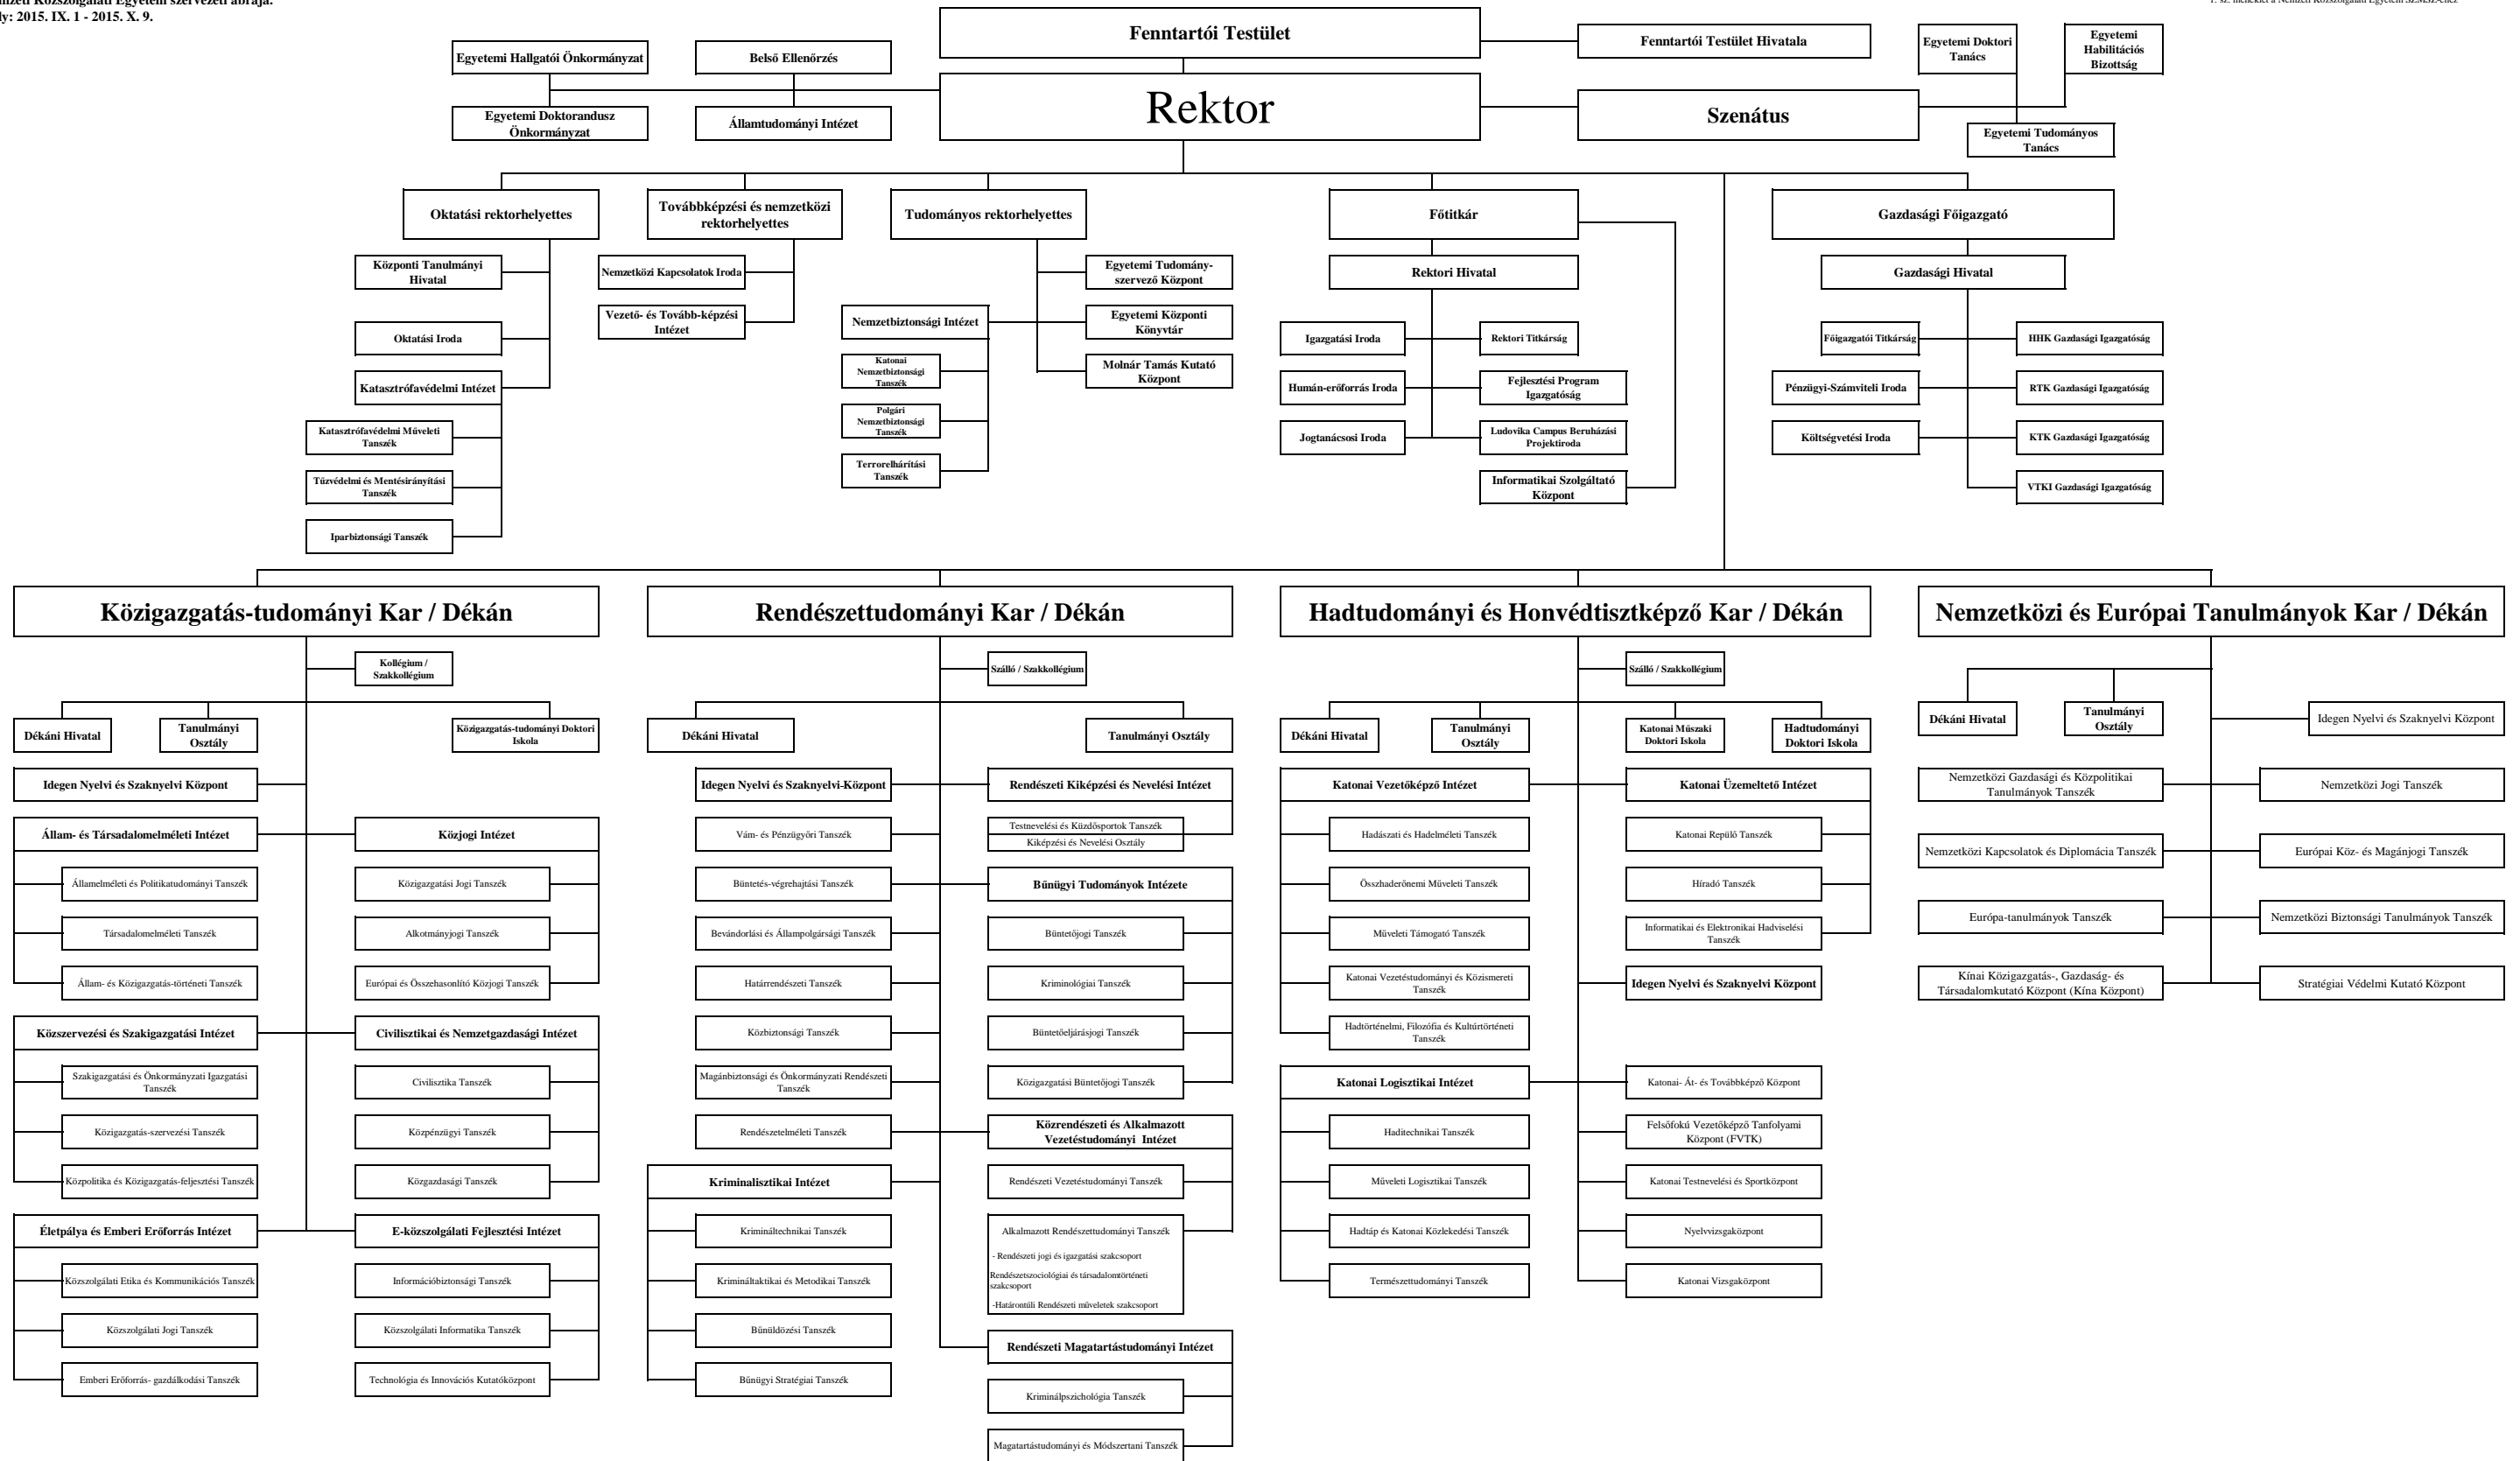 Nemzeti Közszolgálati Egyetem szervezeti ábrája.
ly: 2015. IX. 1 - 2015. X. 9.
1. sz. melléklet a Nemzeti Közszolgálati Egyetem SZMSZ-éhez
Fenntartói Testület
Fenntartói Testület Hivatala
Egyetemi Doktori
Tanács
Egyetemi
Habilitációs
Bizottság
Egyetemi Hallgatói Önkormányzat
Belső Ellenőrzés
Rektor
Szenátus
Egyetemi Doktorandusz
Önkormányzat
Államtudományi Intézet
Egyetemi Tudományos
Tanács
Oktatási rektorhelyettes
Továbbképzési és nemzetközi
rektorhelyettes
Tudományos rektorhelyettes
Főtitkár
Gazdasági Főigazgató
Központi Tanulmányi
Hivatal
Oktatási Iroda
Katasztrófavédelmi Intézet
Katasztrófavédelmi Műveleti
Tanszék
Tűzvédelmi és Mentésirányítási
Tanszék
Iparbiztonsági Tanszék
Nemzetközi Kapcsolatok Iroda
Vezető- és Tovább-képzési
Intézet
Egyetemi Tudomány-
szervező Központ
Nemzetbiztonsági Intézet
Egyetemi Központi
Könyvtár
Katonai
Nemzetbiztonsági
Tanszék
Molnár Tamás Kutató
Központ
Polgári
Nemzetbiztonsági
Tanszék
Terrorelhárítási
Tanszék
Rektori Hivatal
Igazgatási Iroda
Rektori Titkárság
Humán-erőforrás Iroda
Fejlesztési Program
Igazgatóság
Jogtanácsosi Iroda
Ludovika Campus Beruházási
Projektiroda
Informatikai Szolgáltató
Központ
Gazdasági Hivatal
Főigazgatói Titkárság
HHK Gazdasági Igazgatóság
Pénzügyi-Számviteli Iroda
RTK Gazdasági Igazgatóság
Költségvetési Iroda
KTK Gazdasági Igazgatóság
VTKI Gazdasági Igazgatóság
Közigazgatás-tudományi Kar / Dékán
Kollégium /
Szakkollégium
Dékáni Hivatal
Tanulmányi
Osztály
Közigazgatás-tudományi Doktori
Iskola
Idegen Nyelvi és Szaknyelvi Központ
Állam- és Társadalomelméleti Intézet
Közjogi Intézet
Államelméleti és Politikatudományi Tanszék
Közigazgatási Jogi Tanszék
Társadalomelméleti Tanszék
Alkotmányjogi Tanszék
Állam- és Közigazgatás-történeti Tanszék
Európai és Összehasonlító Közjogi Tanszék
Közszervezési és Szakigazgatási Intézet
Civilisztikai és Nemzetgazdasági Intézet
Szakigazgatási és Önkormányzati Igazgatási
Tanszék
Civilisztika Tanszék
Közigazgatás-szervezési Tanszék
Közpénzügyi Tanszék
Közpolitika és Közigazgatás-feljesztési Tanszék
Közgazdasági Tanszék
Életpálya és Emberi Erőforrás Intézet
E-közszolgálati Fejlesztési Intézet
Közszolgálati Etika és Kommunikációs Tanszék
Információbiztonsági Tanszék
Közszolgálati Jogi Tanszék
Közszolgálati Informatika Tanszék
Emberi Erőforrás- gazdálkodási Tanszék
Technológia és Innovációs Kutatóközpont
Rendészettudományi Kar / Dékán
Szálló / Szakkollégium
Dékáni Hivatal
Tanulmányi Osztály
Idegen Nyelvi és Szaknyelvi-Központ
Rendészeti Kiképzési és Nevelési Intézet
Vám- és Pénzügyőri Tanszék
Testnevelési és Küzdősportok Tanszék
Kiképzési és Nevelési Osztály
Büntetés-végrehajtási Tanszék
Bűnügyi Tudományok Intézete
Bevándorlási és Állampolgársági Tanszék
Büntetőjogi Tanszék
Határrendészeti Tanszék
Kriminológiai Tanszék
Közbiztonsági Tanszék
Büntetőeljárásjogi Tanszék
Magánbiztonsági és Önkormányzati Rendészeti
Tanszék
Közigazgatási Büntetőjogi Tanszék
Rendészetelméleti Tanszék
Közrendészeti és Alkalmazott
Vezetéstudományi Intézet
Kriminalisztikai Intézet
Rendészeti Vezetéstudományi Tanszék
Krimináltechnikai Tanszék
Alkalmazott Rendészettudományi Tanszék
- Rendészeti jogi és igazgatási szakcsoport
Rendészetszociológiai és társadalomtörténeti
szakcsoport
-Határontúli Rendészeti műveletek szakcsoport
Krimináltaktikai és Metodikai Tanszék
Bűnüldözési Tanszék
Rendészeti Magatartástudományi Intézet
Bűnügyi Stratégiai Tanszék
Kriminálpszichológia Tanszék
Magatartástudományi és Módszertani Tanszék
Hadtudományi és Honvédtisztképző Kar / Dékán
Szálló / Szakkollégium
Dékáni Hivatal
Tanulmányi
Osztály
Katonai Műszaki
Doktori Iskola
Hadtudományi
Doktori Iskola
Katonai Vezetőképző Intézet
Katonai Üzemeltető Intézet
Hadászati és Hadelméleti Tanszék
Katonai Repülő Tanszék
Összhaderőnemi Műveleti Tanszék
Híradó Tanszék
Műveleti Támogató Tanszék
Informatikai és Elektronikai Hadviselési
Tanszék
Katonai Vezetéstudományi és Közismereti
Tanszék
Idegen Nyelvi és Szaknyelvi Központ
Hadtörténelmi, Filozófia és Kultúrtörténeti
Tanszék
Katonai Logisztikai Intézet
Katonai- Át- és Továbbképző Központ
Haditechnikai Tanszék
Felsőfokú Vezetőképző Tanfolyami
Központ (FVTK)
Műveleti Logisztikai Tanszék
Katonai Testnevelési és Sportközpont
Hadtáp és Katonai Közlekedési Tanszék
Nyelvvizsgaközpont
Természettudományi Tanszék
Katonai Vizsgaközpont
Nemzetközi és Európai Tanulmányok Kar / Dékán
Dékáni Hivatal
Tanulmányi
Osztály
Idegen Nyelvi és Szaknyelvi Központ
Nemzetközi Gazdasági és Közpolitikai
Tanulmányok Tanszék
Nemzetközi Jogi Tanszék
Nemzetközi Kapcsolatok és Diplomácia Tanszék
Európai Köz- és Magánjogi Tanszék
Európa-tanulmányok Tanszék
Nemzetközi Biztonsági Tanulmányok Tanszék
Kínai Közigazgatás-, Gazdaság- és
Társadalomkutató Központ (Kína Központ)
Stratégiai Védelmi Kutató Központ